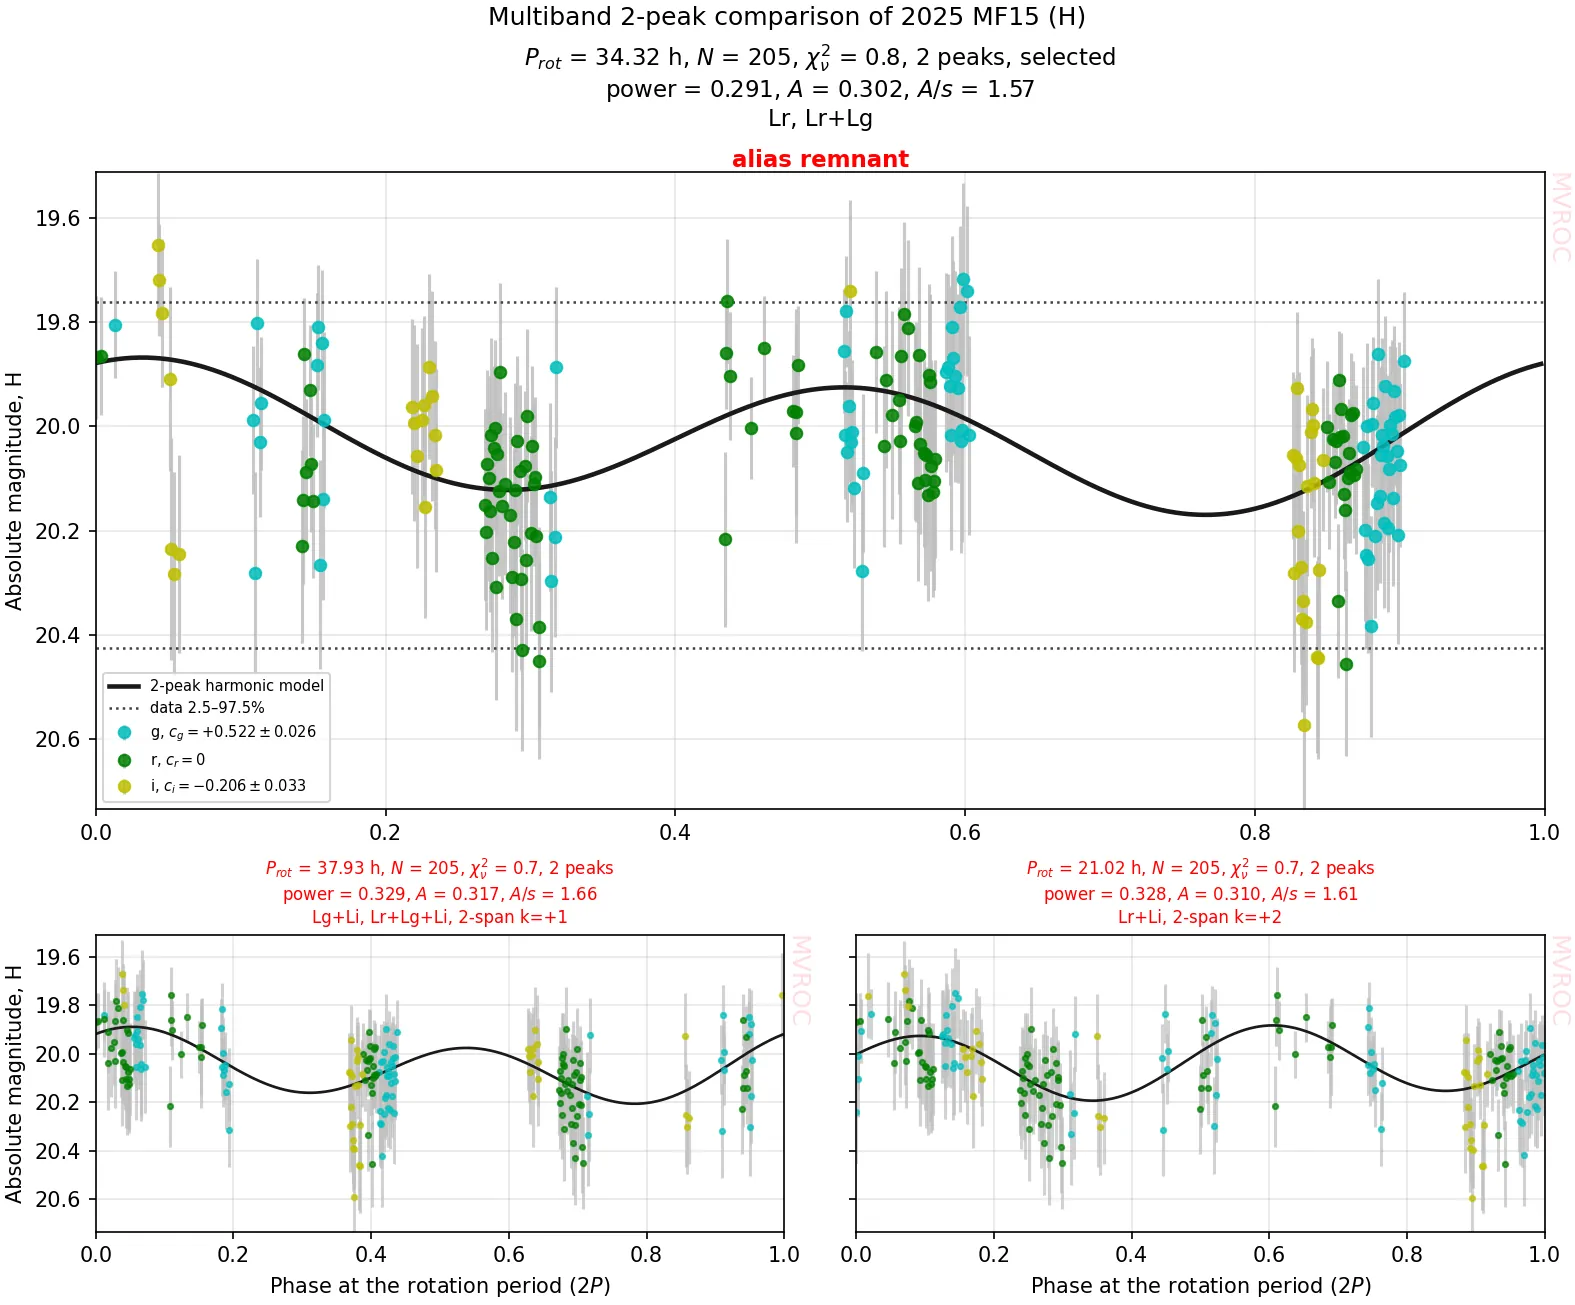 Multiband 2-peak comparison of 2025 MF15 (H)
P_rot = 34.32 h, N = 205, χ²_ν = 0.8, 2 peaks, selected
power = 0.291, A = 0.302, A/s = 1.57
Lr, Lr+Lg
alias remnant
MVROC
Absolute magnitude, H
19.6
19.8
20.0
20.2
20.4
20.6
2-peak harmonic model
data 2.5–97.5%
g, c_g = +0.522 ± 0.026
r, c_r = 0
i, c_i = −0.206 ± 0.033
0.0 0.2 0.4 0.6 0.8 1.0
P_rot = 37.93 h, N = 205, χ²_ν = 0.7, 2 peaks
power = 0.329, A = 0.317, A/s = 1.66
Lg+Li, Lr+Lg+Li, 2-span k=+1
MVROC
Absolute magnitude, H
19.6
19.8
20.0
20.2
20.4
20.6
0.0 0.2 0.4 0.6 0.8 1.0
Phase at the rotation period (2P)
P_rot = 21.02 h, N = 205, χ²_ν = 0.7, 2 peaks
power = 0.328, A = 0.310, A/s = 1.61
Lr+Li, 2-span k=+2
MVROC
0.0 0.2 0.4 0.6 0.8 1.0
Phase at the rotation period (2P)